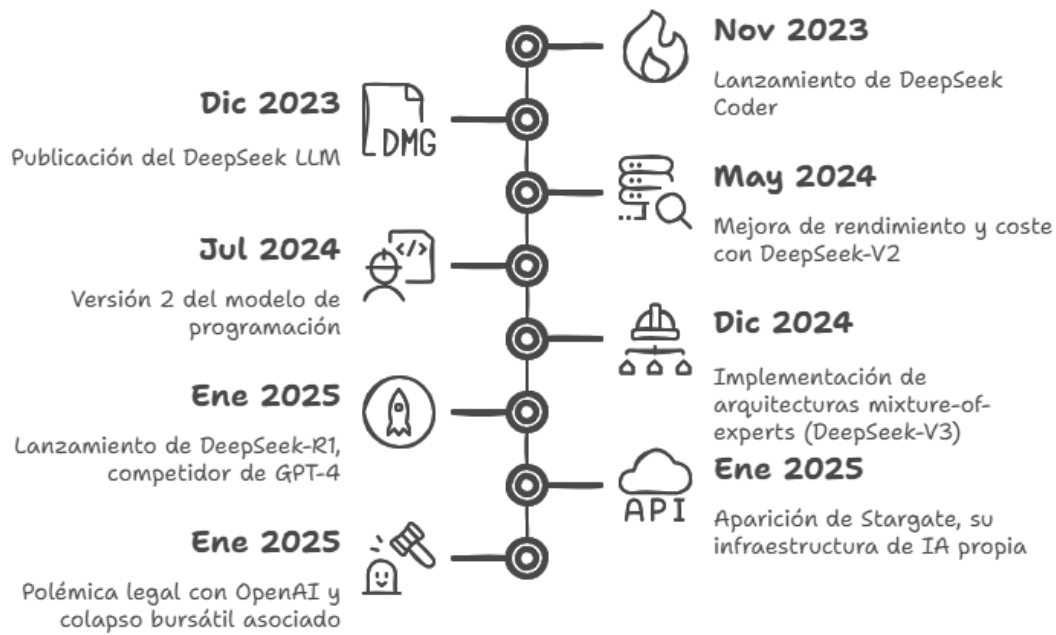 Nov 2023
Lanzamiento de DeepSeek
Coder
Dic 2023
DMG
Publicación del DeepSeek LLM
May 2024
Mejora de rendimiento y coste
con DeepSeek-V2
Jul 2024
</>
Versión 2 del modelo de
programación
Dic 2024
Implementación de
arquitecturas mixture-of-
experts (DeepSeek-V3)
Ene 2025
Lanzamiento de DeepSeek-R1,
competidor de GPT-4
Ene 2025
API
Aparición de Stargate, su
infraestructura de IA propia
Ene 2025
Polémica legal con OpenAI y
colapso bursátil asociado